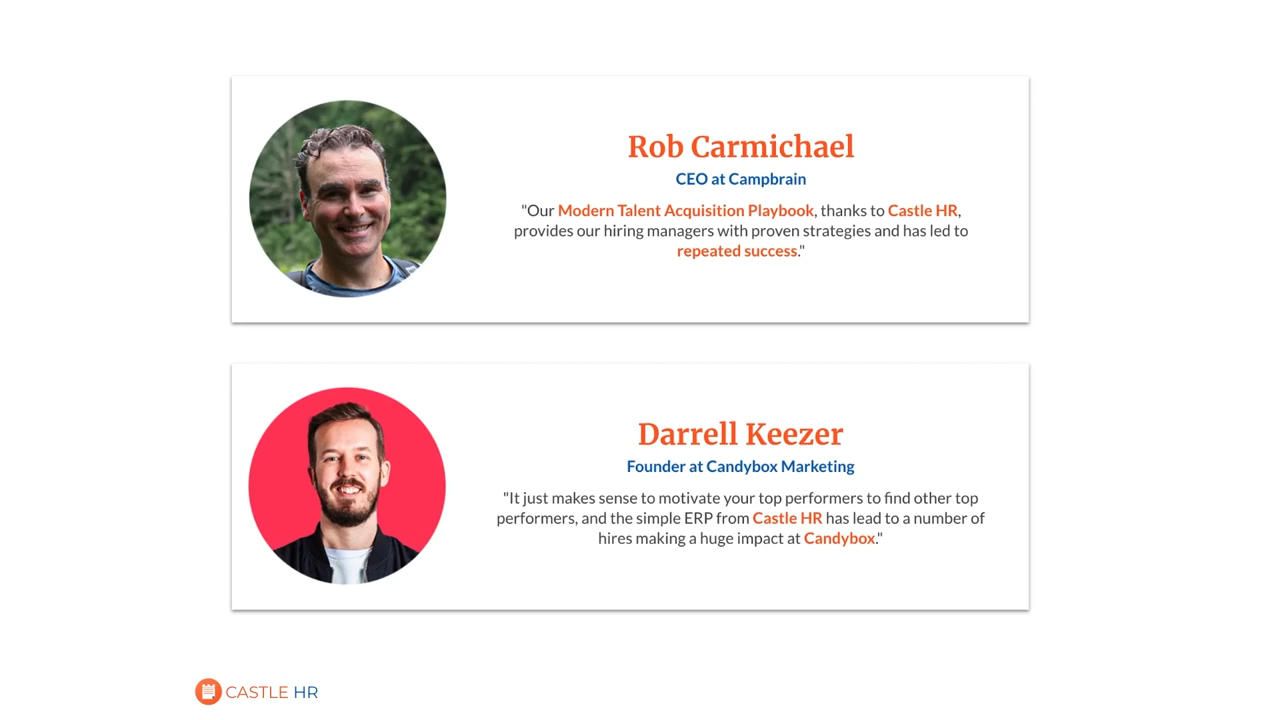 Rob Carmichael
CEO at Campbrain
"Our Modern Talent Acquisition Playbook, thanks to Castle HR,
provides our hiring managers with proven strategies and has led to
repeated success."
Darrell Keezer
Founder at Candybox Marketing
"It just makes sense to motivate your top performers to find other top
performers, and the simple ERP from Castle HR has lead to a number of
hires making a huge impact at Candybox."
CASTLE HR